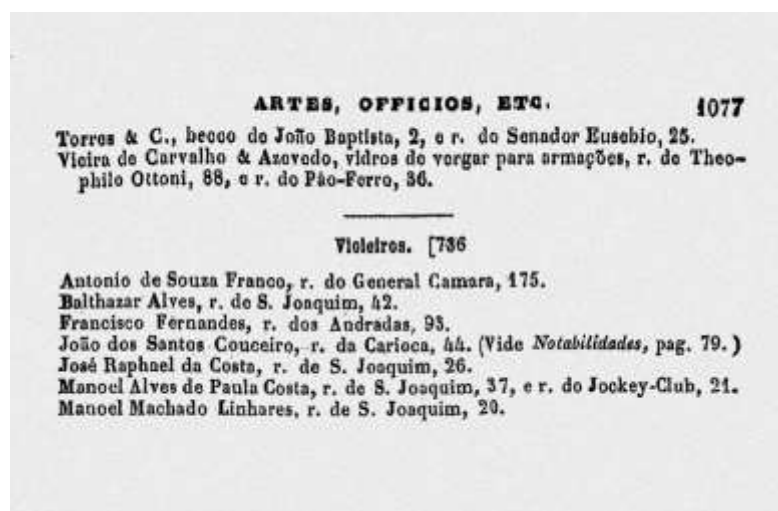 ARTES, OFFICIOS, ETC. 1077
Torres & C., becco de João Baptista, 2, e r. do Senador Eusebio, 25.
Vieira de Carvalho & Azevedo, vidros de vergar para armações, r. de Theo-
philo Ottoni, 88, e r. do Páo-Ferro, 36.
Violeiros. [736
Antonio de Souza Franco, r. do General Camara, 175.
Balthazar Alves, r. de S. Joaquim, 42.
Francisco Fernandes, r. dos Andradas, 93.
João dos Santos Couceiro, r. da Carioca, 44. (Vide Notabilidades, pag. 79.)
José Raphael da Costa, r. de S. Joaquim, 26.
Manoel Alves de Paula Costa, r. de S. Joaquim, 37, e r. do Jockey-Club, 21.
Manoel Machado Linhares, r. de S. Joaquim, 20.